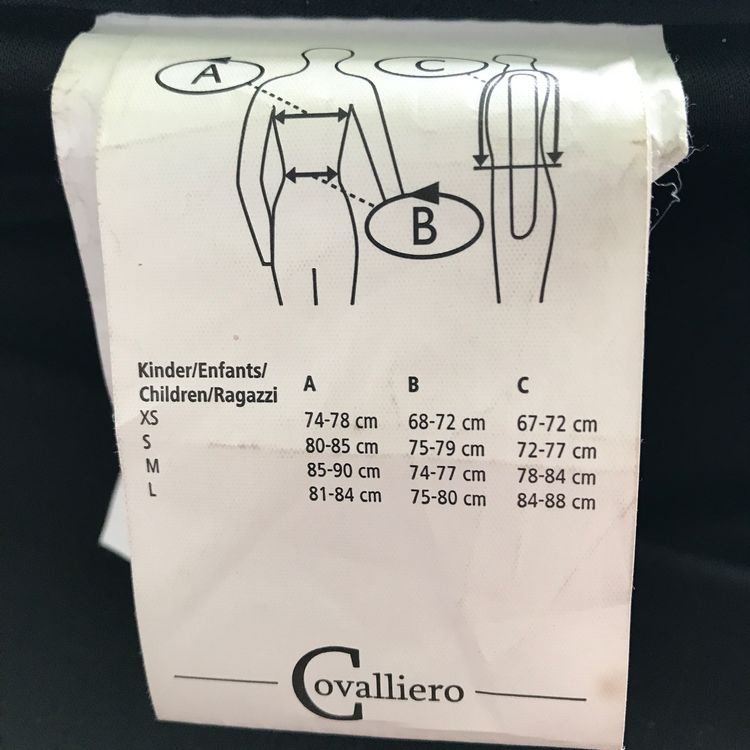 A
C
B
Kinder/Enfants/
Children/Ragazzi A B C
XS 74-78 cm 68-72 cm 67-72 cm
S 80-85 cm 75-79 cm 72-77 cm
M 85-90 cm 74-77 cm 78-84 cm
L 81-84 cm 75-80 cm 84-88 cm
Covalliero